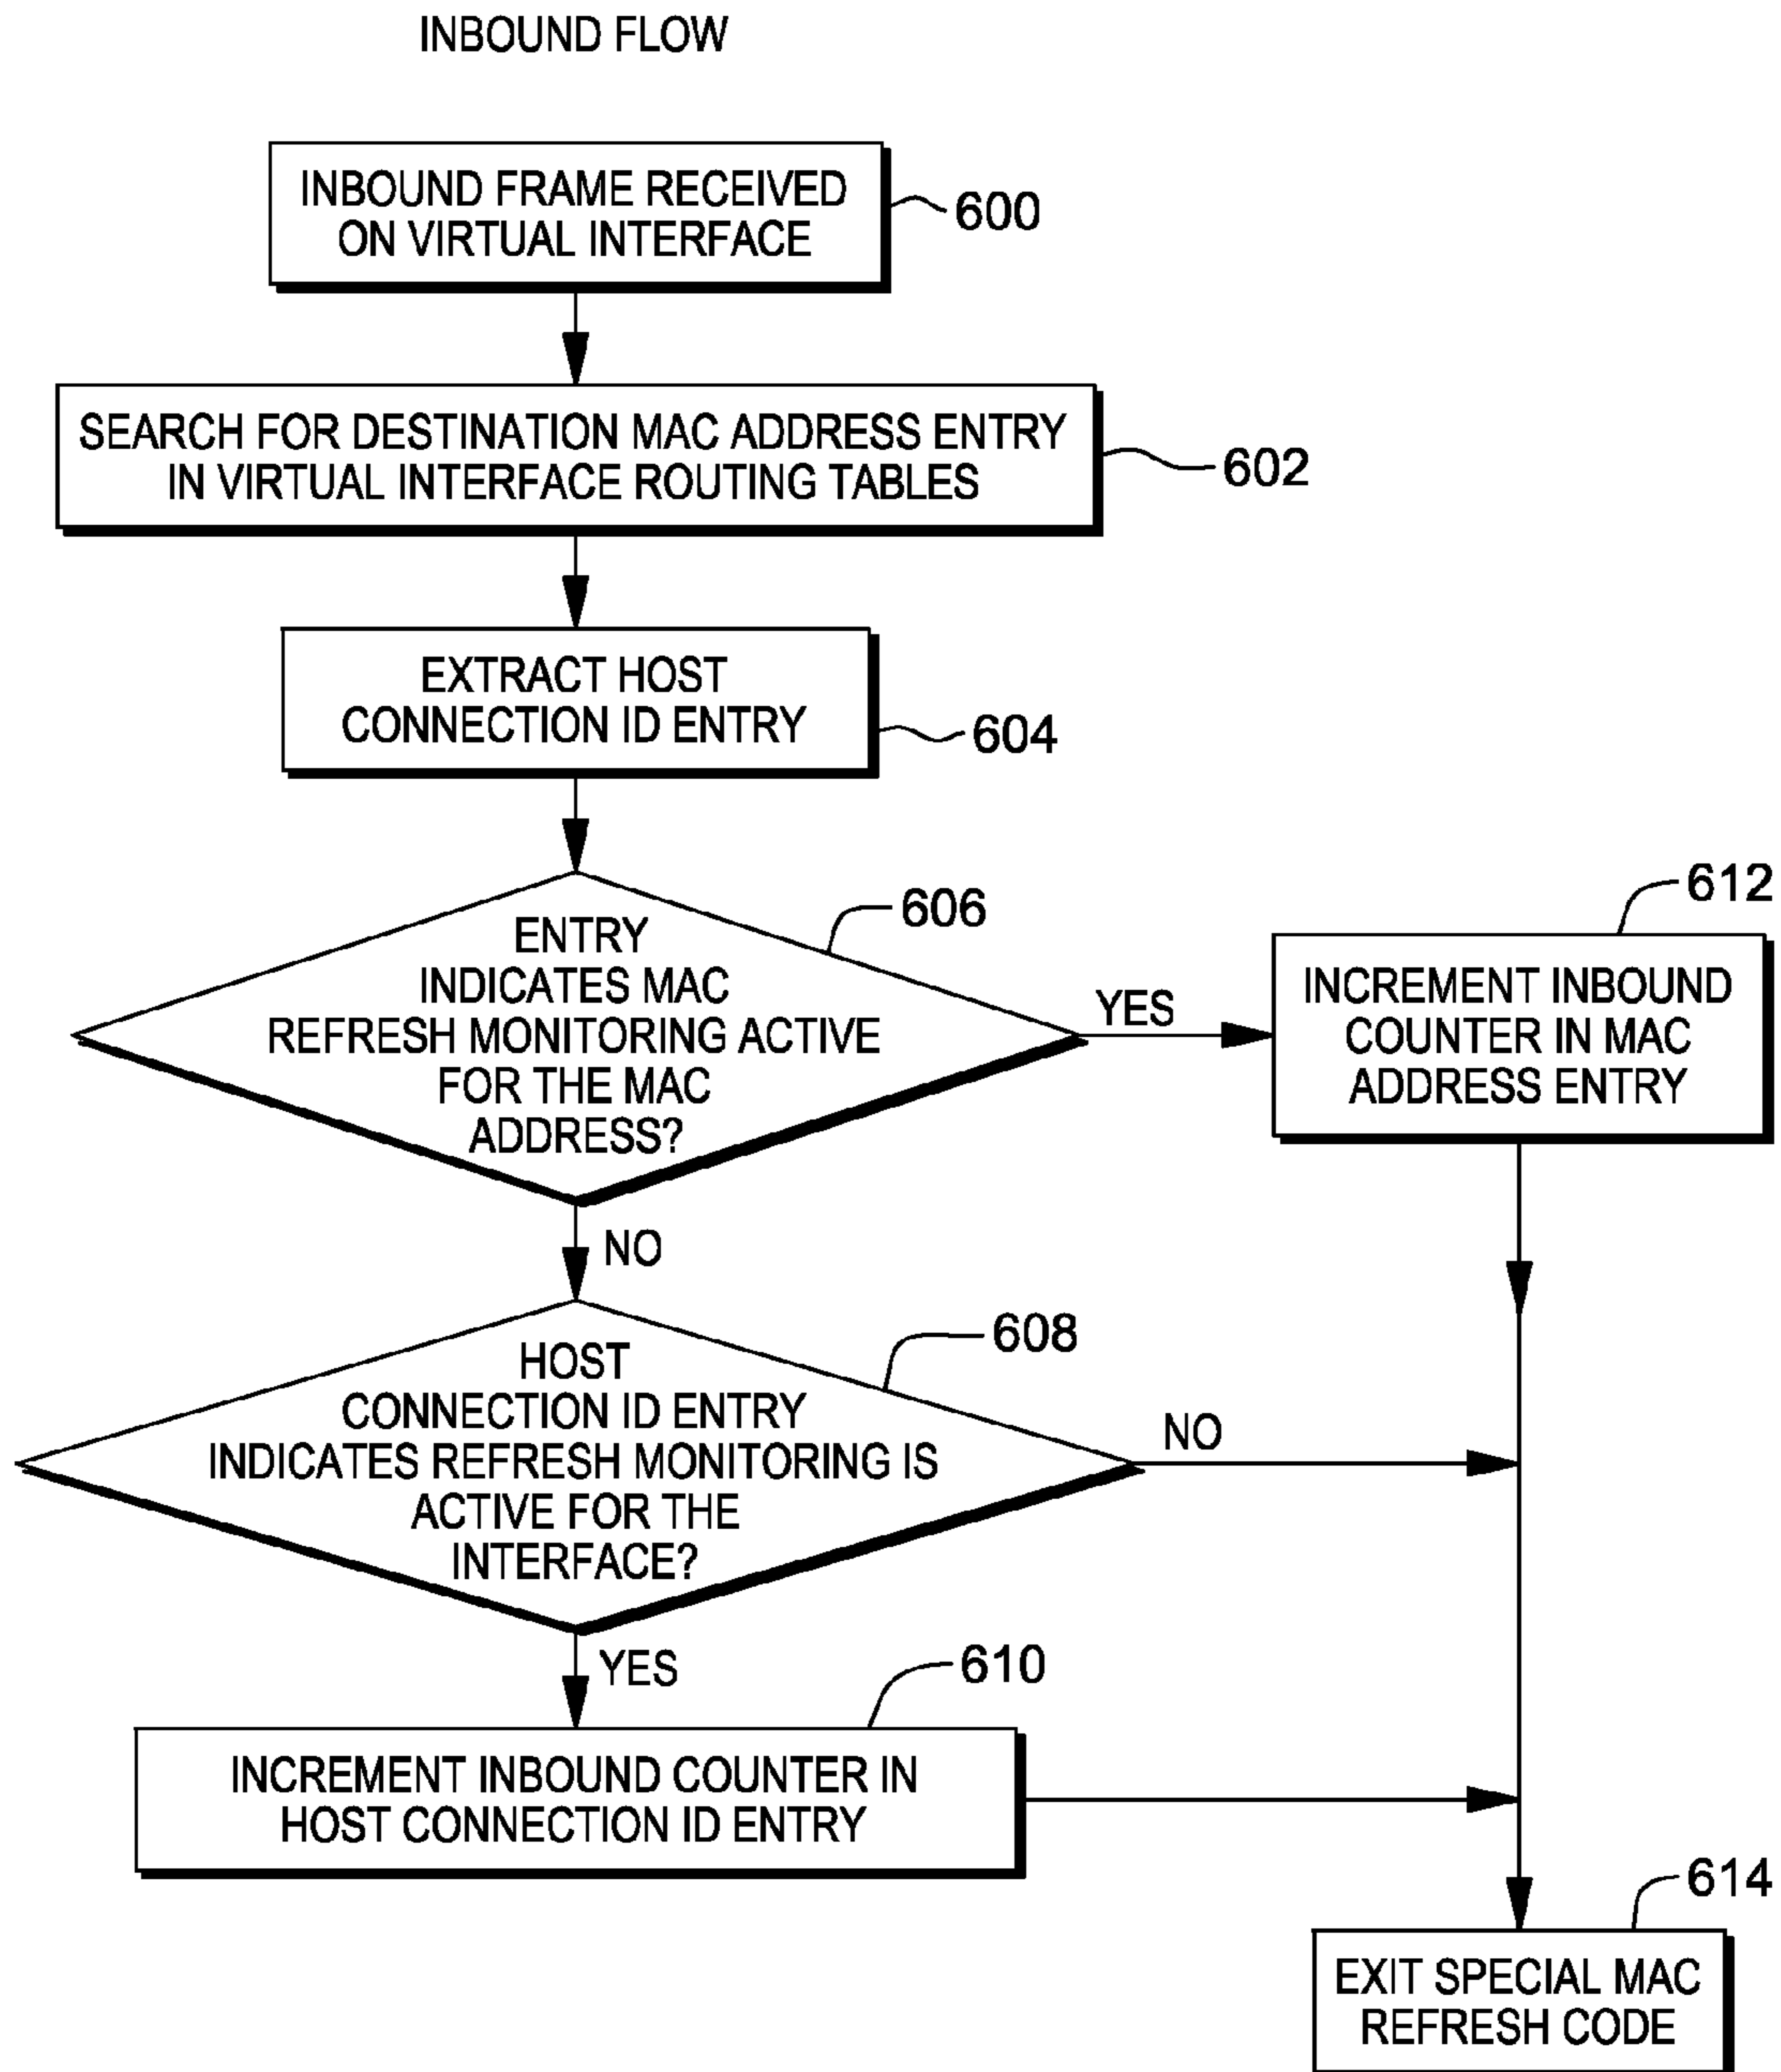 INBOUND FLOW
INBOUND FRAME RECEIVED
ON VIRTUAL INTERFACE
600
SEARCH FOR DESTINATION MAC ADDRESS ENTRY
IN VIRTUAL INTERFACE ROUTING TABLES
602
EXTRACT HOST
CONNECTION ID ENTRY
604
ENTRY
INDICATES MAC
REFRESH MONITORING ACTIVE
FOR THE MAC
ADDRESS?
606
YES
612
INCREMENT INBOUND
COUNTER IN MAC
ADDRESS ENTRY
NO
HOST
CONNECTION ID ENTRY
INDICATES REFRESH MONITORING IS
ACTIVE FOR THE
INTERFACE?
608
NO
YES
610
INCREMENT INBOUND COUNTER IN
HOST CONNECTION ID ENTRY
614
EXIT SPECIAL MAC
REFRESH CODE